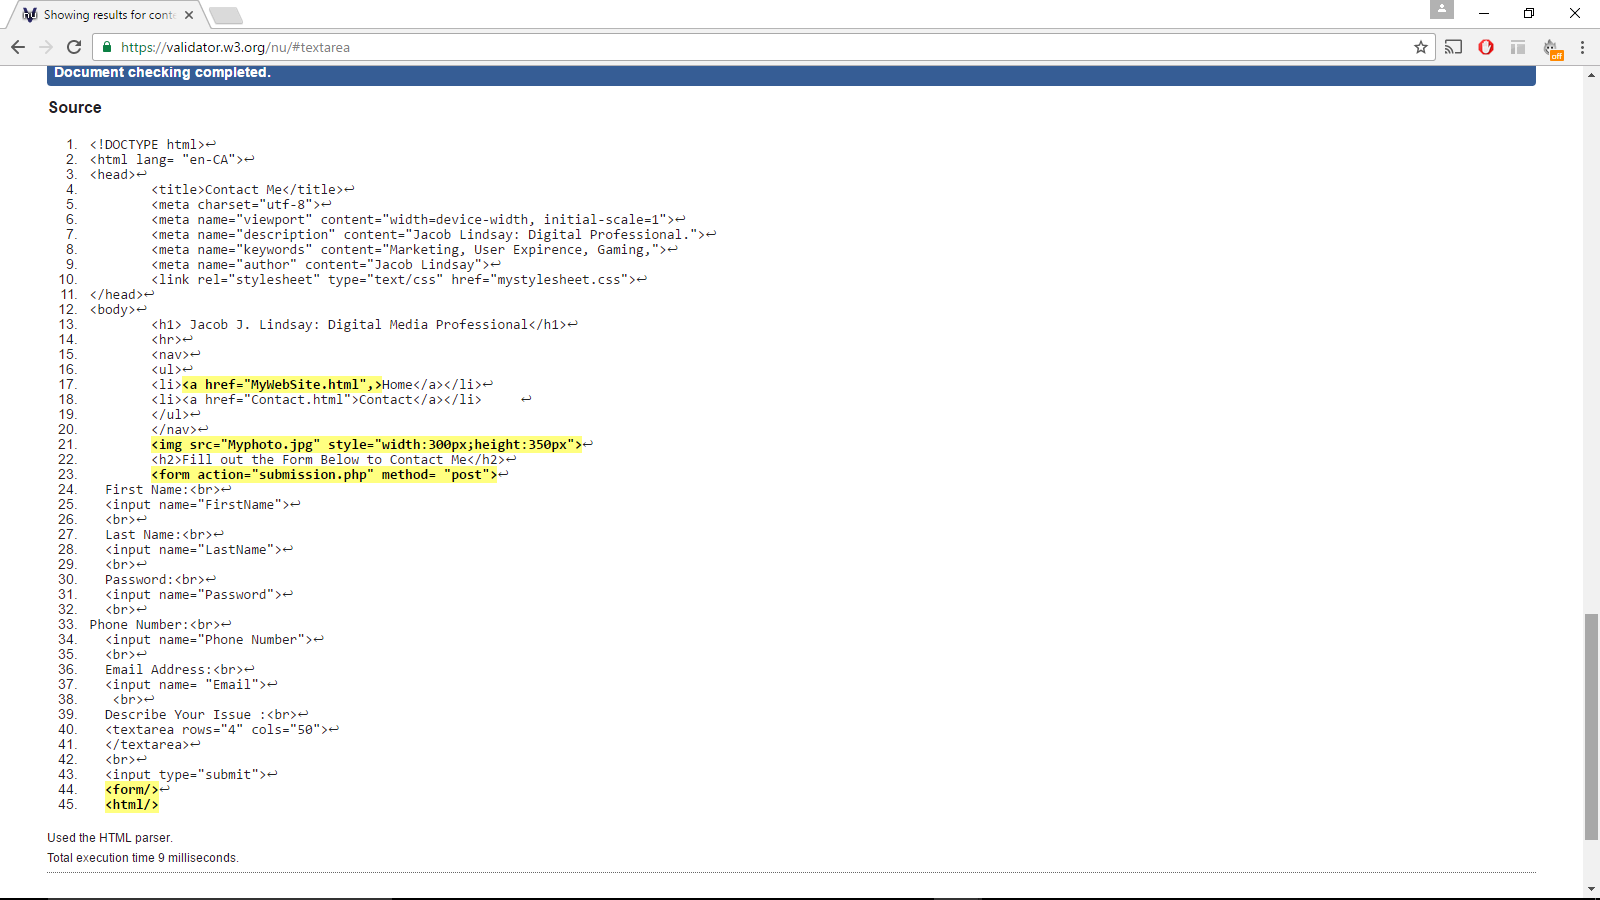 Showing results for cont
https://validator.w3.org/nu/#textarea
off
Document checking completed.
Source
1. <!DOCTYPE html>↩
2. <html lang= "en-CA">↩
3. <head>↩
4. <title>Contact Me</title>↩
5. <meta charset="utf-8">↩
6. <meta name="viewport" content="width=device-width, initial-scale=1">↩
7. <meta name="description" content="Jacob Lindsay: Digital Professional.">↩
8. <meta name="keywords" content="Marketing, User Expirence, Gaming,">↩
9. <meta name="author" content="Jacob Lindsay">↩
10. <link rel="stylesheet" type="text/css" href="mystylesheet.css">↩
11. </head>↩
12. <body>↩
13. <h1> Jacob J. Lindsay: Digital Media Professional</h1>↩
14. <hr>↩
15. <nav>↩
16. <ul>↩
17. <li><a href="MyWebSite.html",>Home</a></li>↩
18. <li><a href="Contact.html">Contact</a></li> ↩
19. </ul>↩
20. </nav>↩
21. <img src="Myphoto.jpg" style="width:300px;height:350px">↩
22. <h2>Fill out the Form Below to Contact Me</h2>↩
23. <form action="submission.php" method= "post">↩
24. First Name:<br>↩
25. <input name="FirstName">↩
26. <br>↩
27. Last Name:<br>↩
28. <input name="LastName">↩
29. <br>↩
30. Password:<br>↩
31. <input name="Password">↩
32. <br>↩
33. Phone Number:<br>↩
34. <input name="Phone Number">↩
35. <br>↩
36. Email Address:<br>↩
37. <input name= "Email">↩
38. <br>↩
39. Describe Your Issue :<br>↩
40. <textarea rows="4" cols="50">↩
41. </textarea>↩
42. <br>↩
43. <input type="submit">↩
44. <form/>↩
45. <html/>
Used the HTML parser.
Total execution time 9 milliseconds.